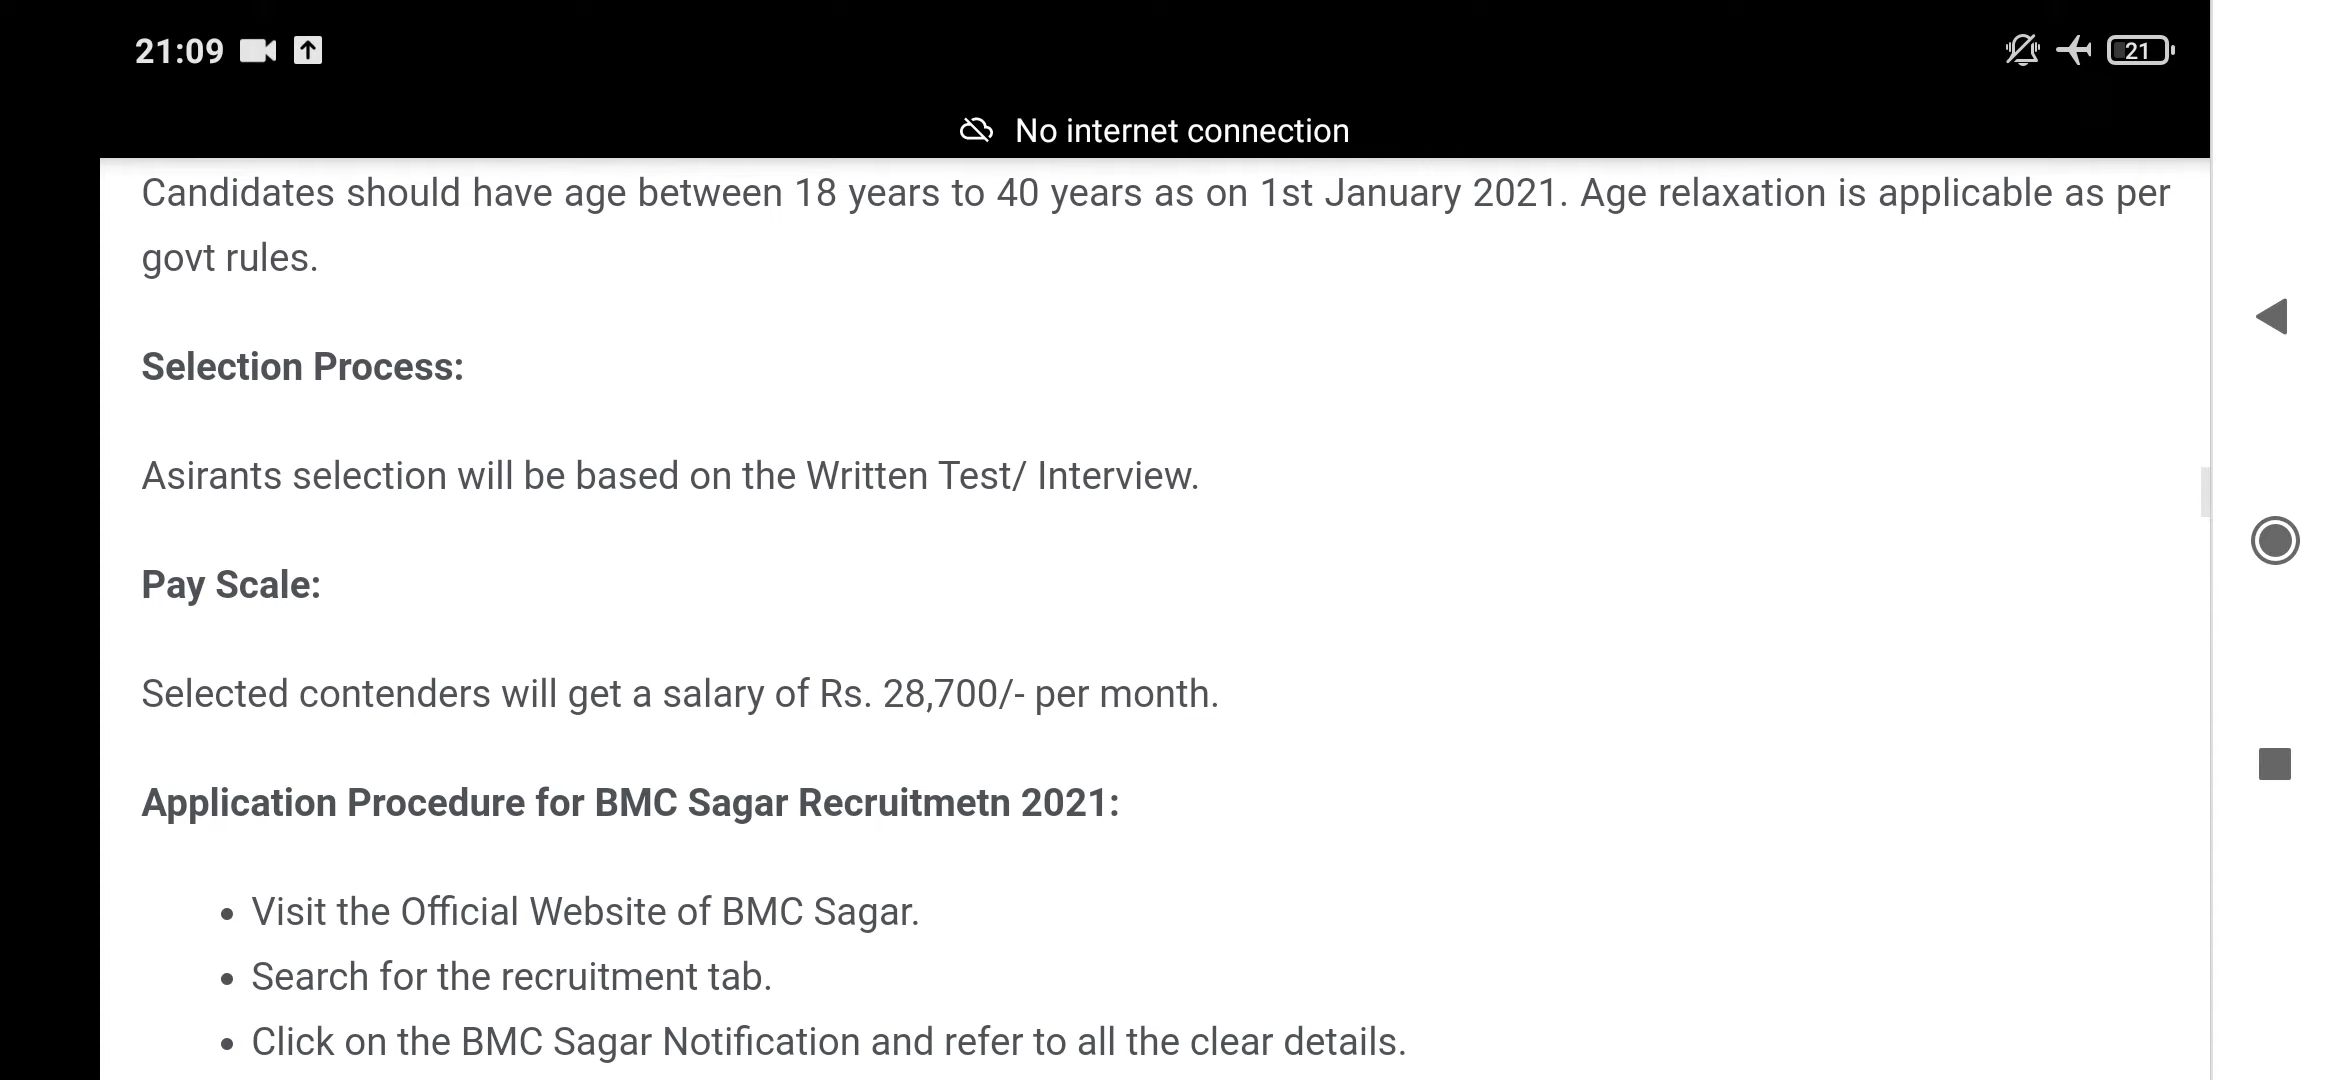 21:09
21
No internet connection
Candidates should have age between 18 years to 40 years as on 1st January 2021. Age relaxation is applicable as per
govt rules.
Selection Process:
Asirants selection will be based on the Written Test/ Interview.
Pay Scale:
Selected contenders will get a salary of Rs. 28,700/- per month.
Application Procedure for BMC Sagar Recruitmetn 2021:
• Visit the Official Website of BMC Sagar.
• Search for the recruitment tab.
• Click on the BMC Sagar Notification and refer to all the clear details.